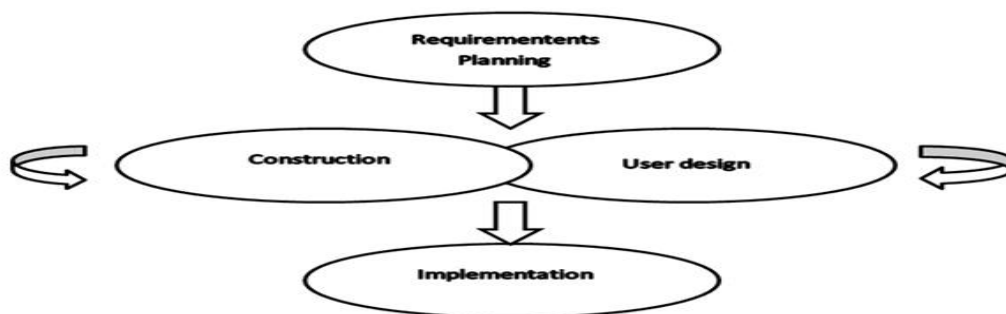 Requirementents
Planning
Construction
User design
Implementation